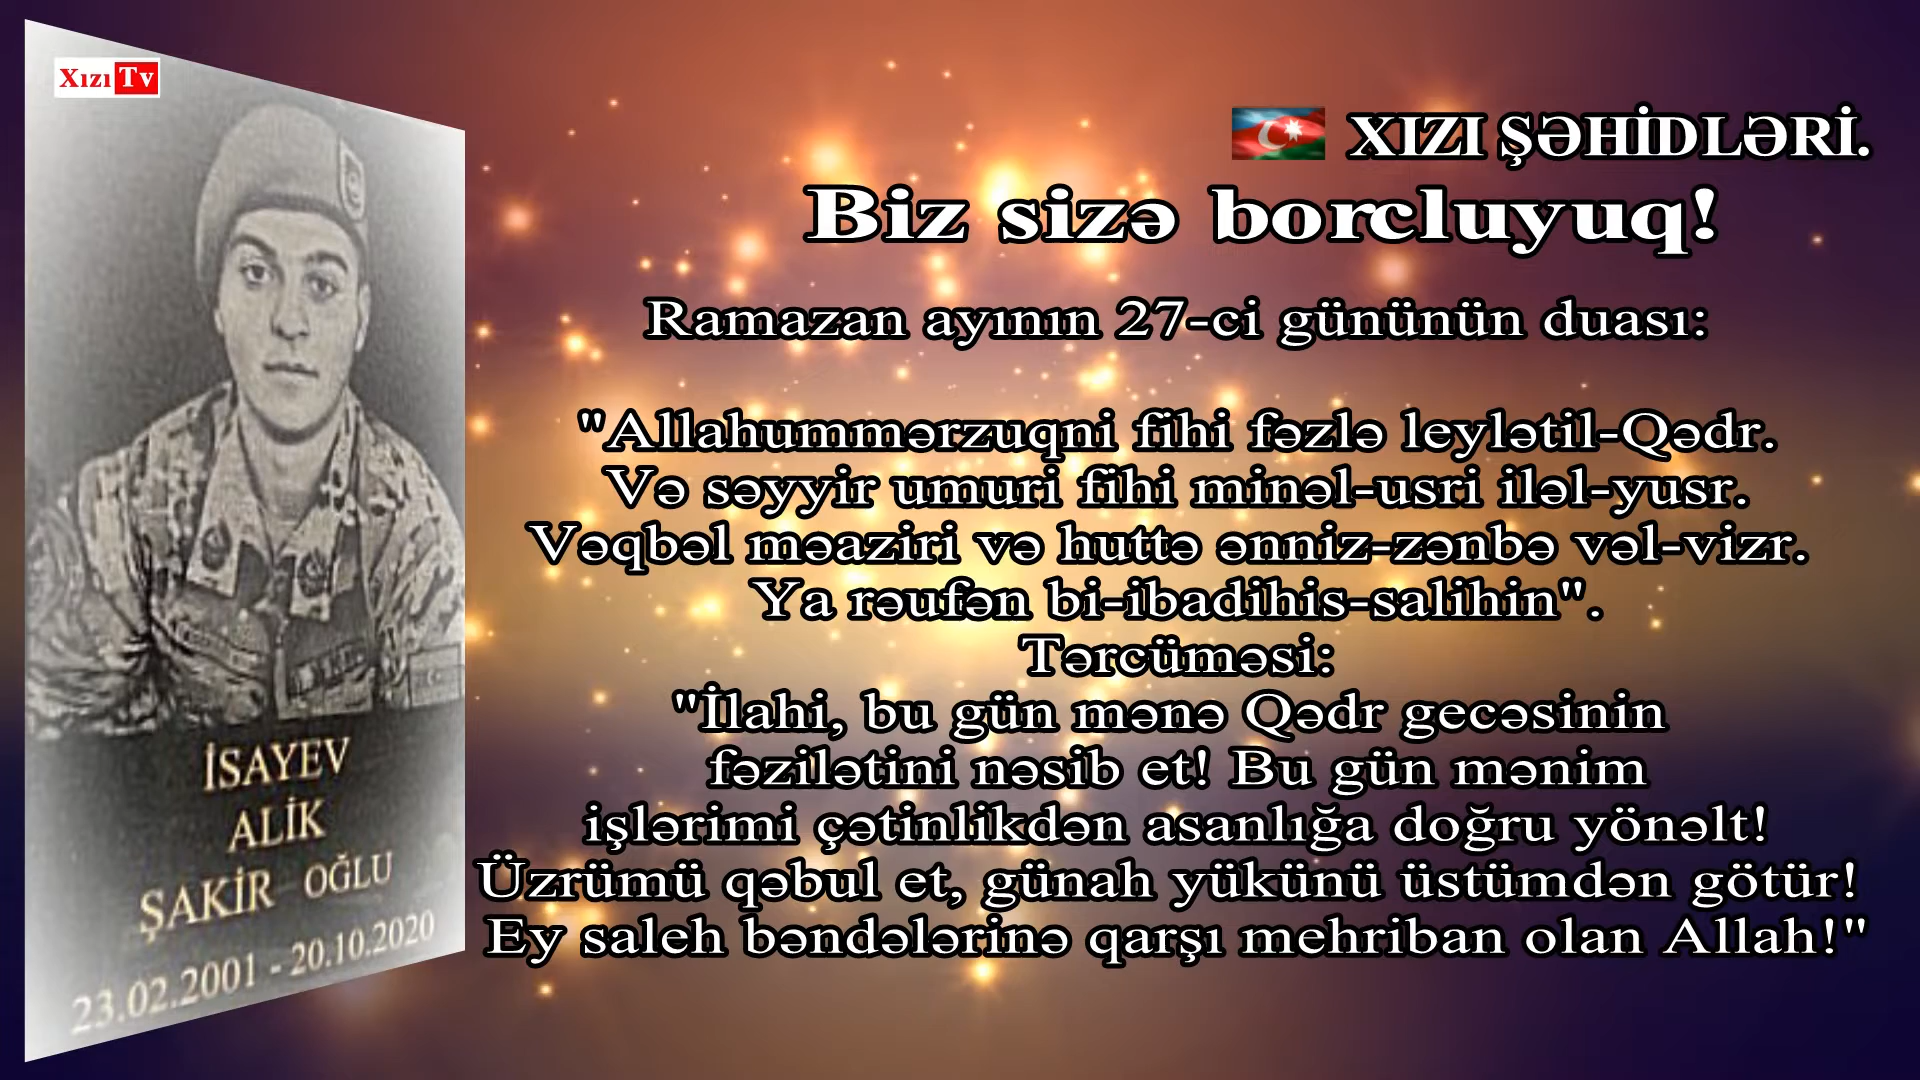 Xızı Tv
XIZI ŞƏHİDLƏRİ.
Biz sizə borcluyuq!
Ramazan ayının 27-ci gününün duası:
"Allahummərzuqni fihi fəzlə leylətil-Qədr.
Və səyyir umuri fihi minəl-usri iləl-yusr.
Vəqbəl məaziri və huttə ənniz-zənbə vəl-vizr.
Ya rəufən bi-ibadihis-salihin".
Tərcüməsi:
"İlahi, bu gün mənə Qədr gecəsinin
fəzilətini nəsib et! Bu gün mənim
işlərimi çətinlikdən asanlığa doğru yönəlt!
Üzrümü qəbul et, günah yükünü üstümdən götür!
Ey saleh bəndələrinə qarşı mehriban olan Allah!"
İSAYEV
ALİK
ŞAKİR OĞLU
23.02.2001 - 20.10.2020